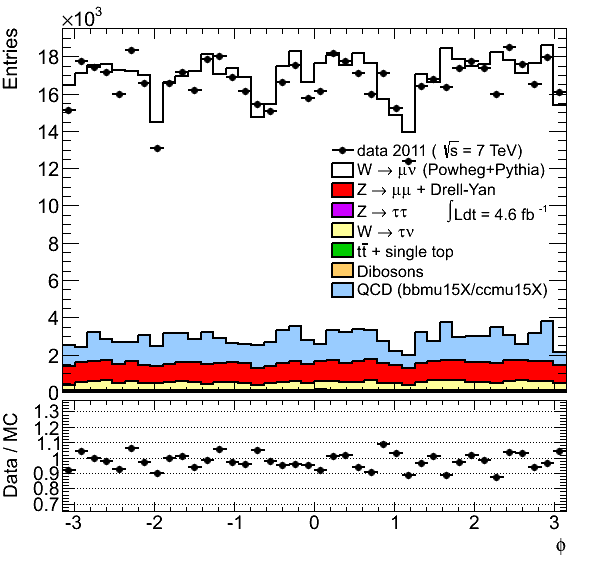 ×10³
Entries
18
16
14
12
10
8
6
4
2
0
data 2011 ( √s = 7 TeV)
W → μν (Powheg+Pythia)
Z → μμ + Drell-Yan
Z → ττ ∫Ldt = 4.6 fb⁻¹
W → τν
tt̅ + single top
Dibosons
QCD (bbmu15X/ccmu15X)
Data / MC
1.3
1.2
1.1
1
0.9
0.8
0.7
-3 -2 -1 0 1 2 3
ϕ